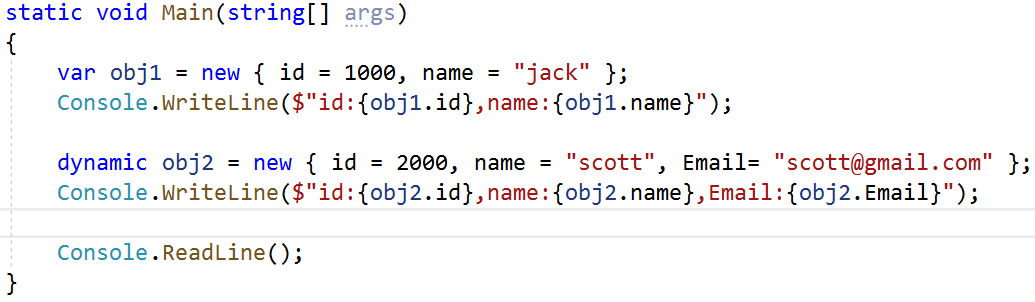 static void Main(string[] args)
{
var obj1 = new { id = 1000, name = "jack" };
Console.WriteLine($"id:{obj1.id},name:{obj1.name}");
dynamic obj2 = new { id = 2000, name = "scott", Email= "scott@gmail.com" };
Console.WriteLine($"id:{obj2.id},name:{obj2.name},Email:{obj2.Email}");
Console.ReadLine();
}